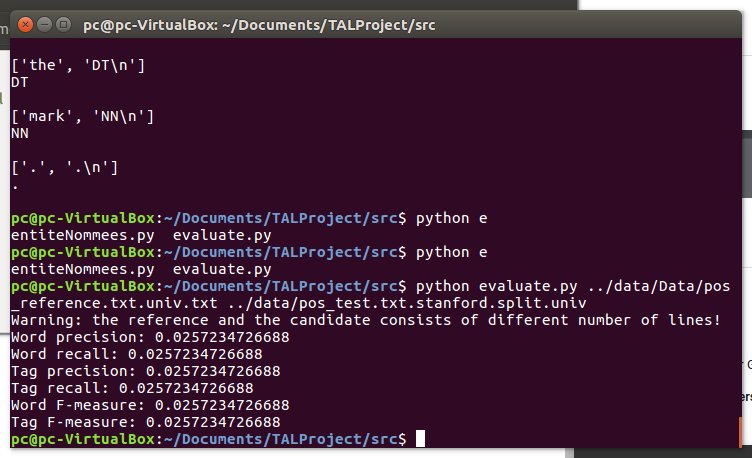 pc@pc-VirtualBox: ~/Documents/TALProject/src
['the', 'DT\n']
DT
['mark', 'NN\n']
NN
['.', '.\n']
.
pc@pc-VirtualBox:~/Documents/TALProject/src$ python e
entiteNommees.py  evaluate.py
pc@pc-VirtualBox:~/Documents/TALProject/src$ python e
entiteNommees.py  evaluate.py
pc@pc-VirtualBox:~/Documents/TALProject/src$ python evaluate.py ../data/Data/pos
_reference.txt.univ.txt ../data/pos_test.txt.stanford.split.univ
Warning: the reference and the candidate consists of different number of lines!
Word precision: 0.0257234726688
Word recall: 0.0257234726688
Tag precision: 0.0257234726688
Tag recall: 0.0257234726688
Word F-measure: 0.0257234726688
Tag F-measure: 0.0257234726688
pc@pc-VirtualBox:~/Documents/TALProject/src$